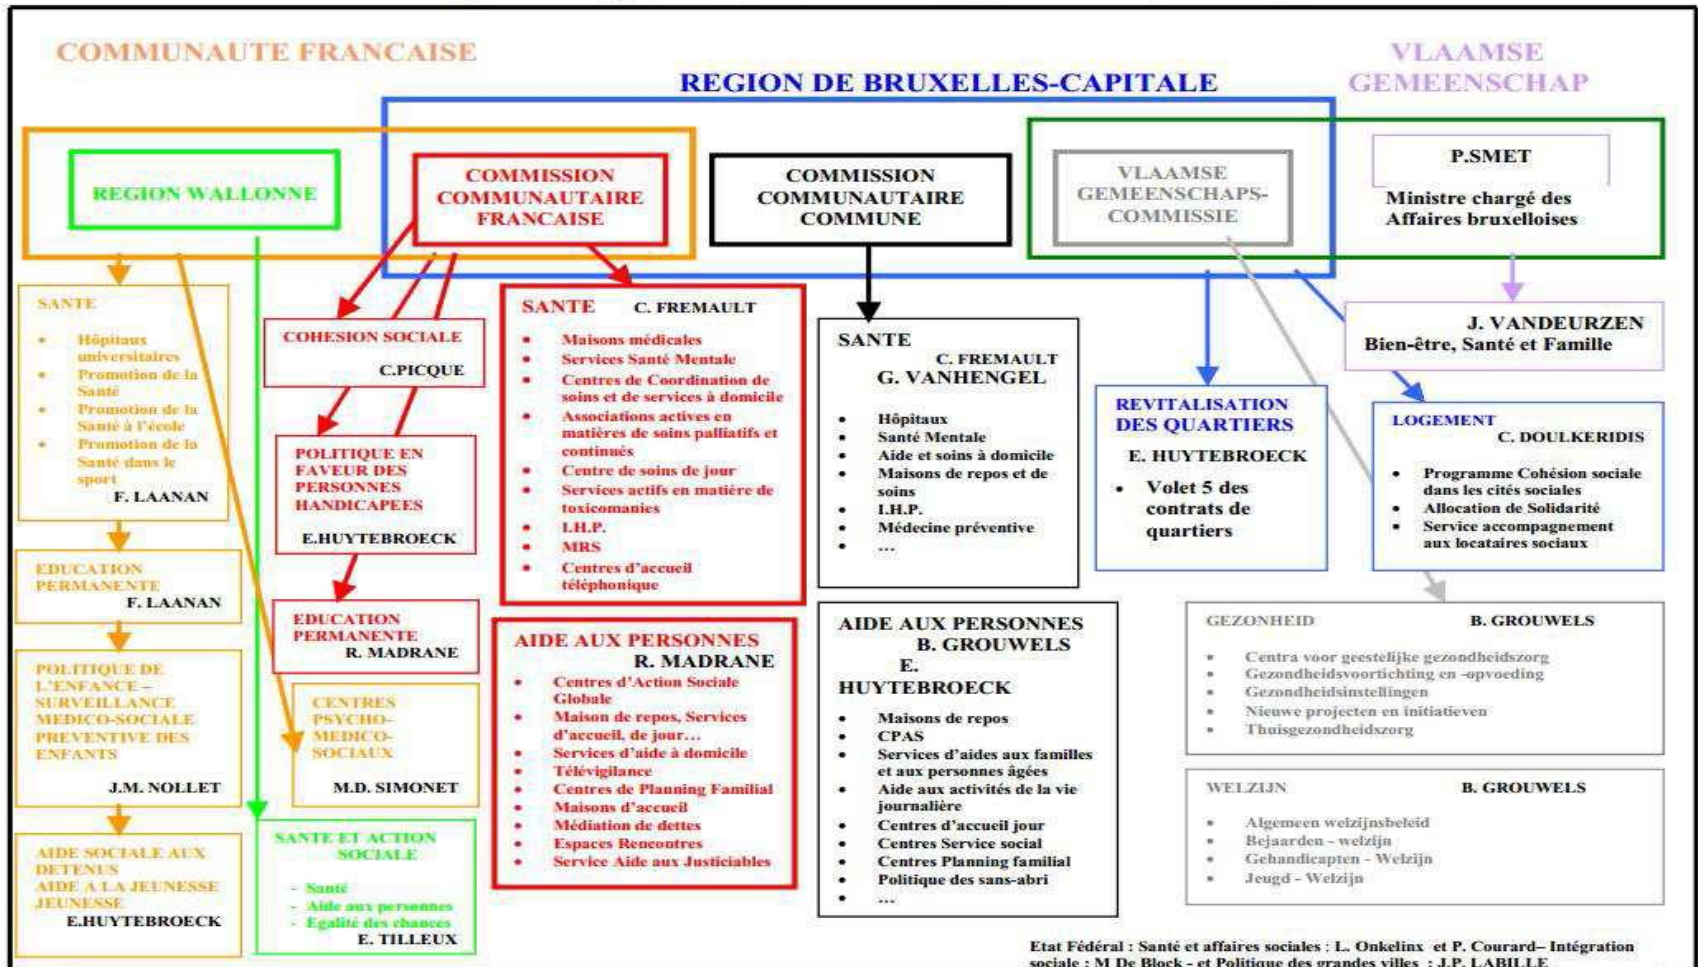 COMMUNAUTE FRANCAISE
REGION DE BRUXELLES-CAPITALE
VLAAMSE
GEMEENSCHAP
REGION WALLONNE
COMMISSION
COMMUNAUTAIRE
FRANCAISE
COMMISSION
COMMUNAUTAIRE
COMMUNE
VLAAMSE
GEMEENSCHAPS-
COMMISSIE
P.SMET
Ministre chargé des
Affaires bruxelloises
SANTE
• Hôpitaux
universitaires
• Promotion de la
Santé
• Promotion de la
Santé à l'école
• Promotion de la
Santé dans le
sport
F. LAANAN
EDUCATION
PERMANENTE
F. LAANAN
POLITIQUE DE
L'ENFANCE –
SURVEILLANCE
MEDICO-SOCIALE
PREVENTIVE DES
ENFANTS
J.M. NOLLET
AIDE SOCIALE AUX
DETENUS
AIDE A LA JEUNESSE
JEUNESSE
E.HUYTEBROECK
COHESION SOCIALE
C.PICQUE
POLITIQUE EN
FAVEUR DES
PERSONNES
HANDICAPEES
E.HUYTEBROECK
EDUCATION
PERMANENTE
R. MADRANE
CENTRES
PSYCHO-
MEDICO-
SOCIAUX
M.D. SIMONET
SANTE ET ACTION
SOCIALE
- Santé
- Aide aux personnes
- Egalité des chances
E. TILLEUX
SANTE C. FREMAULT
• Maisons médicales
• Services Santé Mentale
• Centres de Coordination de
soins et de services à domicile
• Associations actives en
matières de soins palliatifs et
continués
• Centre de soins de jour
• Services actifs en matière de
toxicomanies
• I.H.P.
• MRS
• Centres d'accueil
téléphonique
AIDE AUX PERSONNES
R. MADRANE
• Centres d'Action Sociale
Globale
• Maison de repos, Services
d'accueil, de jour…
• Services d'aide à domicile
• Télévigilance
• Centres de Planning Familial
• Maisons d'accueil
• Médiation de dettes
• Espaces Rencontres
• Service Aide aux Justiciables
SANTE
C. FREMAULT
G. VANHENGEL
• Hôpitaux
• Santé Mentale
• Aide et soins à domicile
• Maisons de repos et de
soins
• I.H.P.
• Médecine préventive
• …
AIDE AUX PERSONNES
B. GROUWELS
E.
HUYTEBROECK
• Maisons de repos
• CPAS
• Services d'aides aux familles
et aux personnes âgées
• Aide aux activités de la vie
journalière
• Centres d'accueil jour
• Centres Service social
• Centres Planning familial
• Politique des sans-abri
• …
REVITALISATION
DES QUARTIERS
E. HUYTEBROECK
• Volet 5 des
contrats de
quartiers
J. VANDEURZEN
Bien-être, Santé et Famille
LOGEMENT
C. DOULKERIDIS
• Programme Cohésion sociale
dans les cités sociales
• Allocation de Solidarité
• Service accompagnement
aux locataires sociaux
GEZONHEID B. GROUWELS
• Centra voor geestelijke gezondheidszorg
• Gezondheidsvoortichting en -opvoeding
• Gezondheidsinstellingen
• Nieuwe projecten en initiatieven
• Thuisgezondheidszorg
WELZIJN B. GROUWELS
• Algemeen welzijnsbeleid
• Bejaarden - welzijn
• Gehandicapten - Welzijn
• Jeugd - Welzijn
Etat Fédéral : Santé et affaires sociales : L. Onkelinx et P. Courard– Intégration
sociale : M De Block - et Politique des grandes villes : J.P. LABILLE